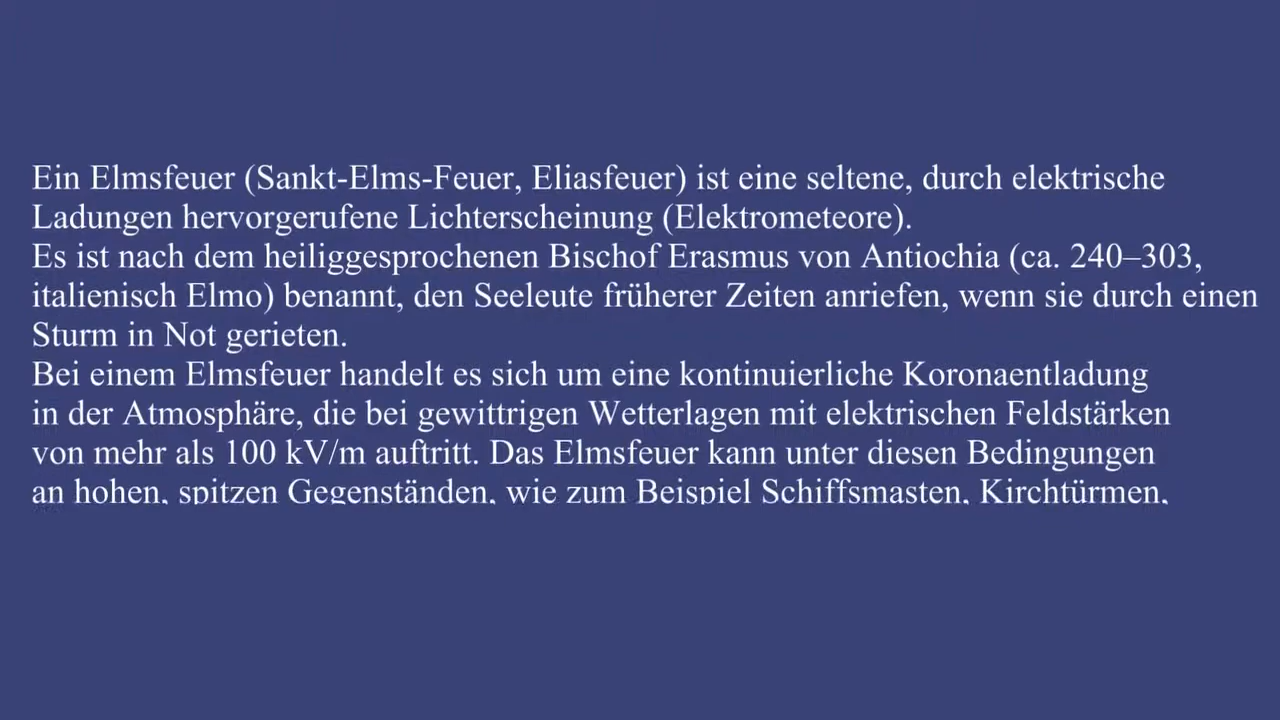 Ein Elmsfeuer (Sankt-Elms-Feuer, Eliasfeuer) ist eine seltene, durch elektrische
Ladungen hervorgerufene Lichterscheinung (Elektrometeore).
Es ist nach dem heiliggesprochenen Bischof Erasmus von Antiochia (ca. 240–303,
italienisch Elmo) benannt, den Seeleute früherer Zeiten anriefen, wenn sie durch einen
Sturm in Not gerieten.
Bei einem Elmsfeuer handelt es sich um eine kontinuierliche Koronaentladung
in der Atmosphäre, die bei gewittrigen Wetterlagen mit elektrischen Feldstärken
von mehr als 100 kV/m auftritt. Das Elmsfeuer kann unter diesen Bedingungen
an hohen, spitzen Gegenständen, wie zum Beispiel Schiffsmasten, Kirchtürmen,